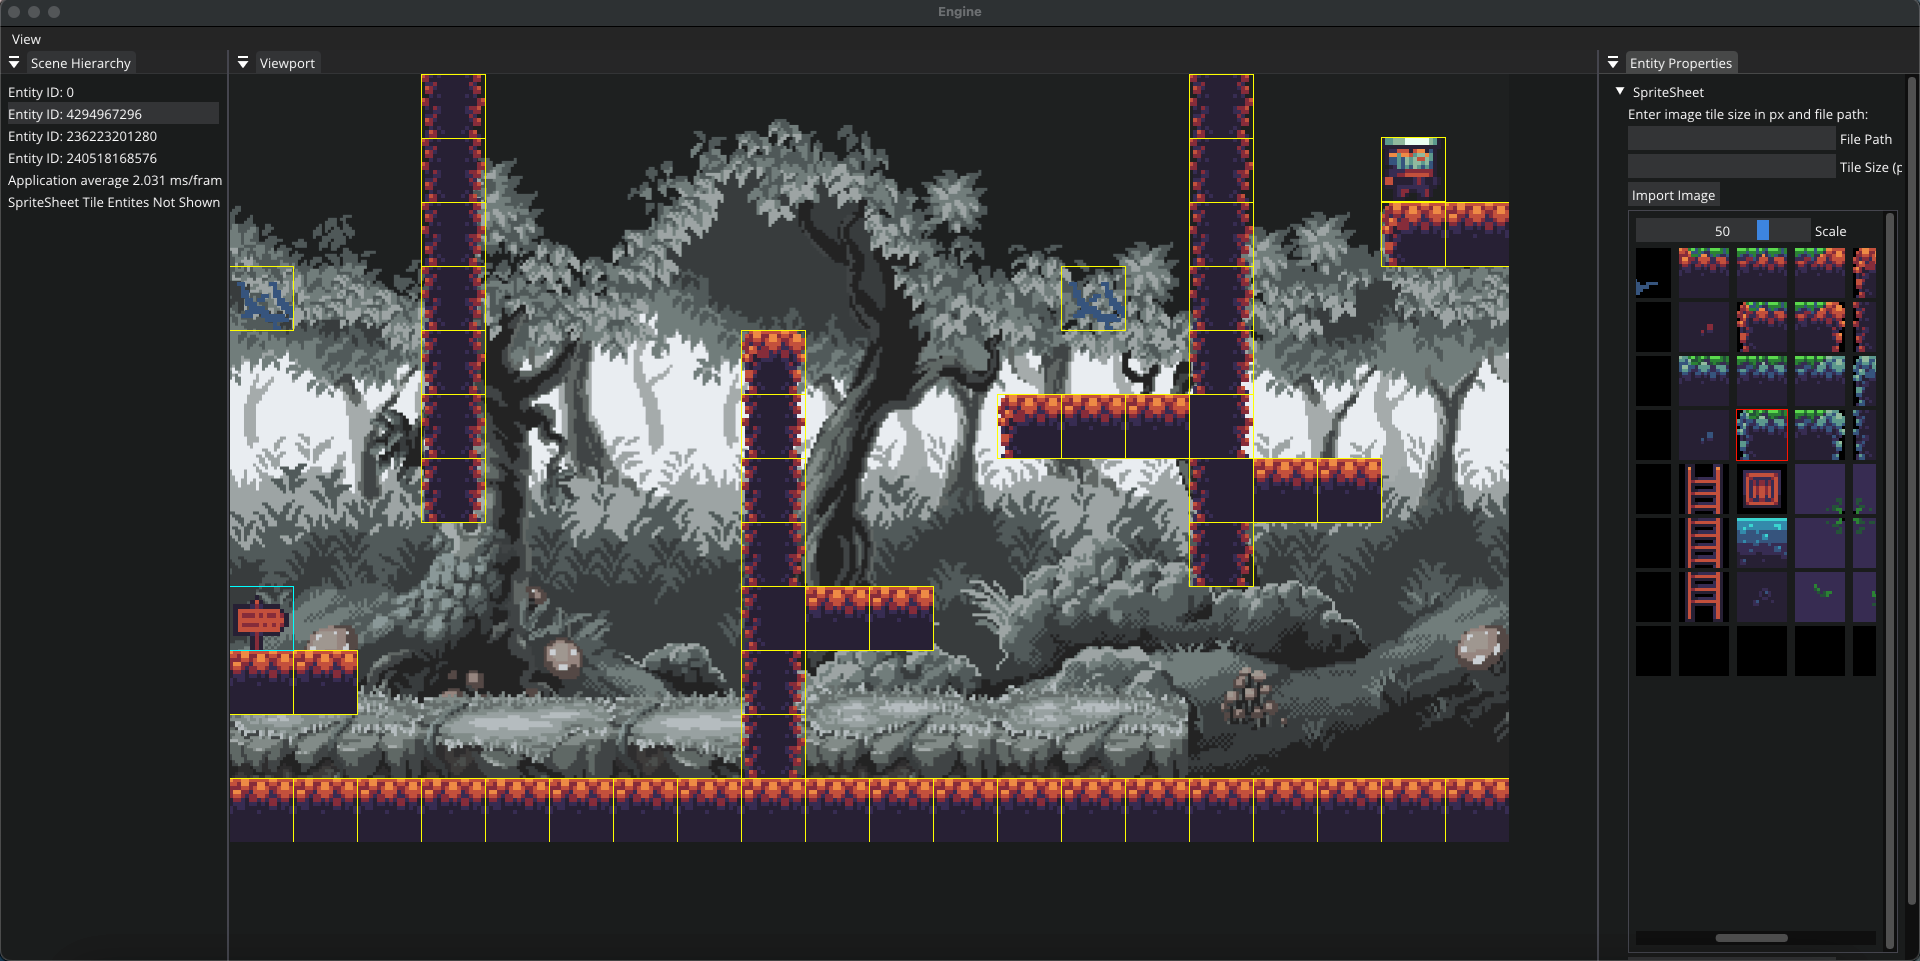 Engine
View
Scene Hierarchy
Entity ID: 0
Entity ID: 4294967296
Entity ID: 236223201280
Entity ID: 240518168576
Application average 2.031 ms/fram
SpriteSheet Tile Entites Not Shown
Viewport
Entity Properties
SpriteSheet
Enter image tile size in px and file path:
File Path
Tile Size (p
Import Image
50 Scale